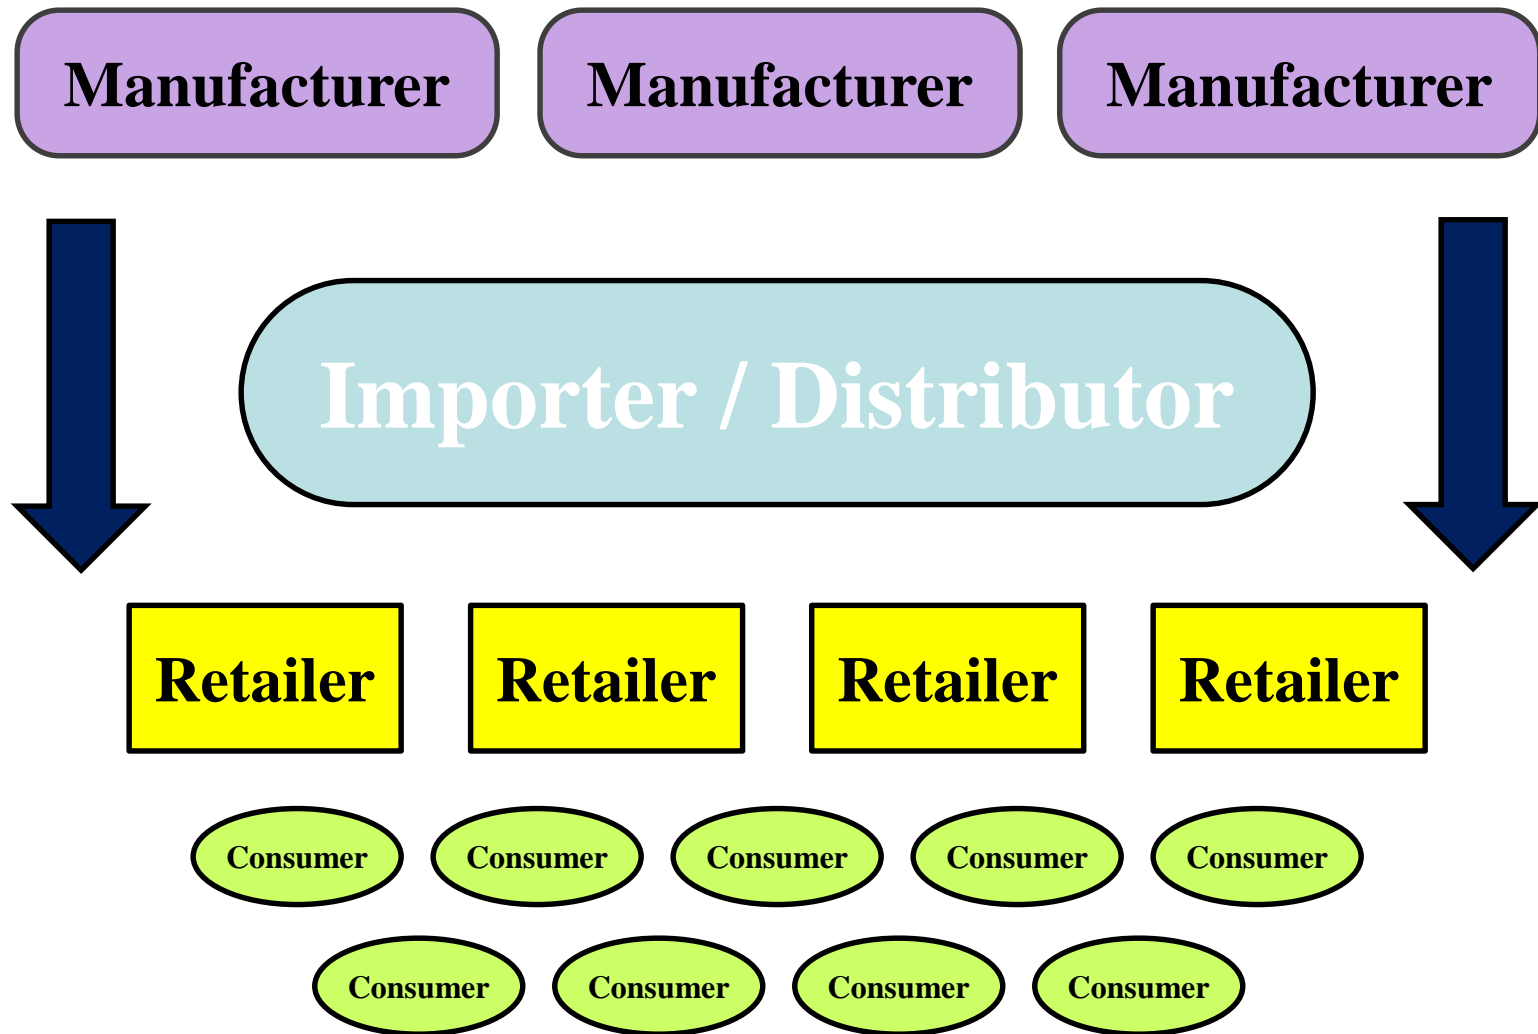 Manufacturer Manufacturer Manufacturer
Importer / Distributor
Retailer Retailer Retailer Retailer
Consumer Consumer Consumer Consumer Consumer
Consumer Consumer Consumer Consumer